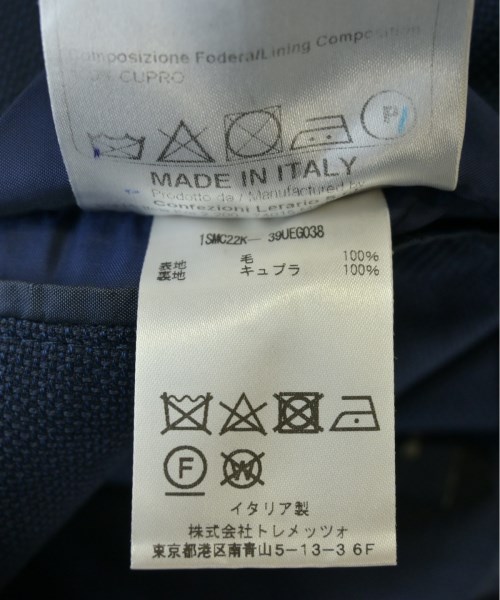 Composizione Fodera/Lining Composition
CUPRO
P
MADE IN ITALY
Prodotto da / Manufactured by
Confezioni Lerario
1SMC22K— 39UEG038
表地 毛 100%
裏地 キュプラ 100%
F W
イタリア製
株式会社トレメッツォ
東京都港区南青山5-13-3 6F